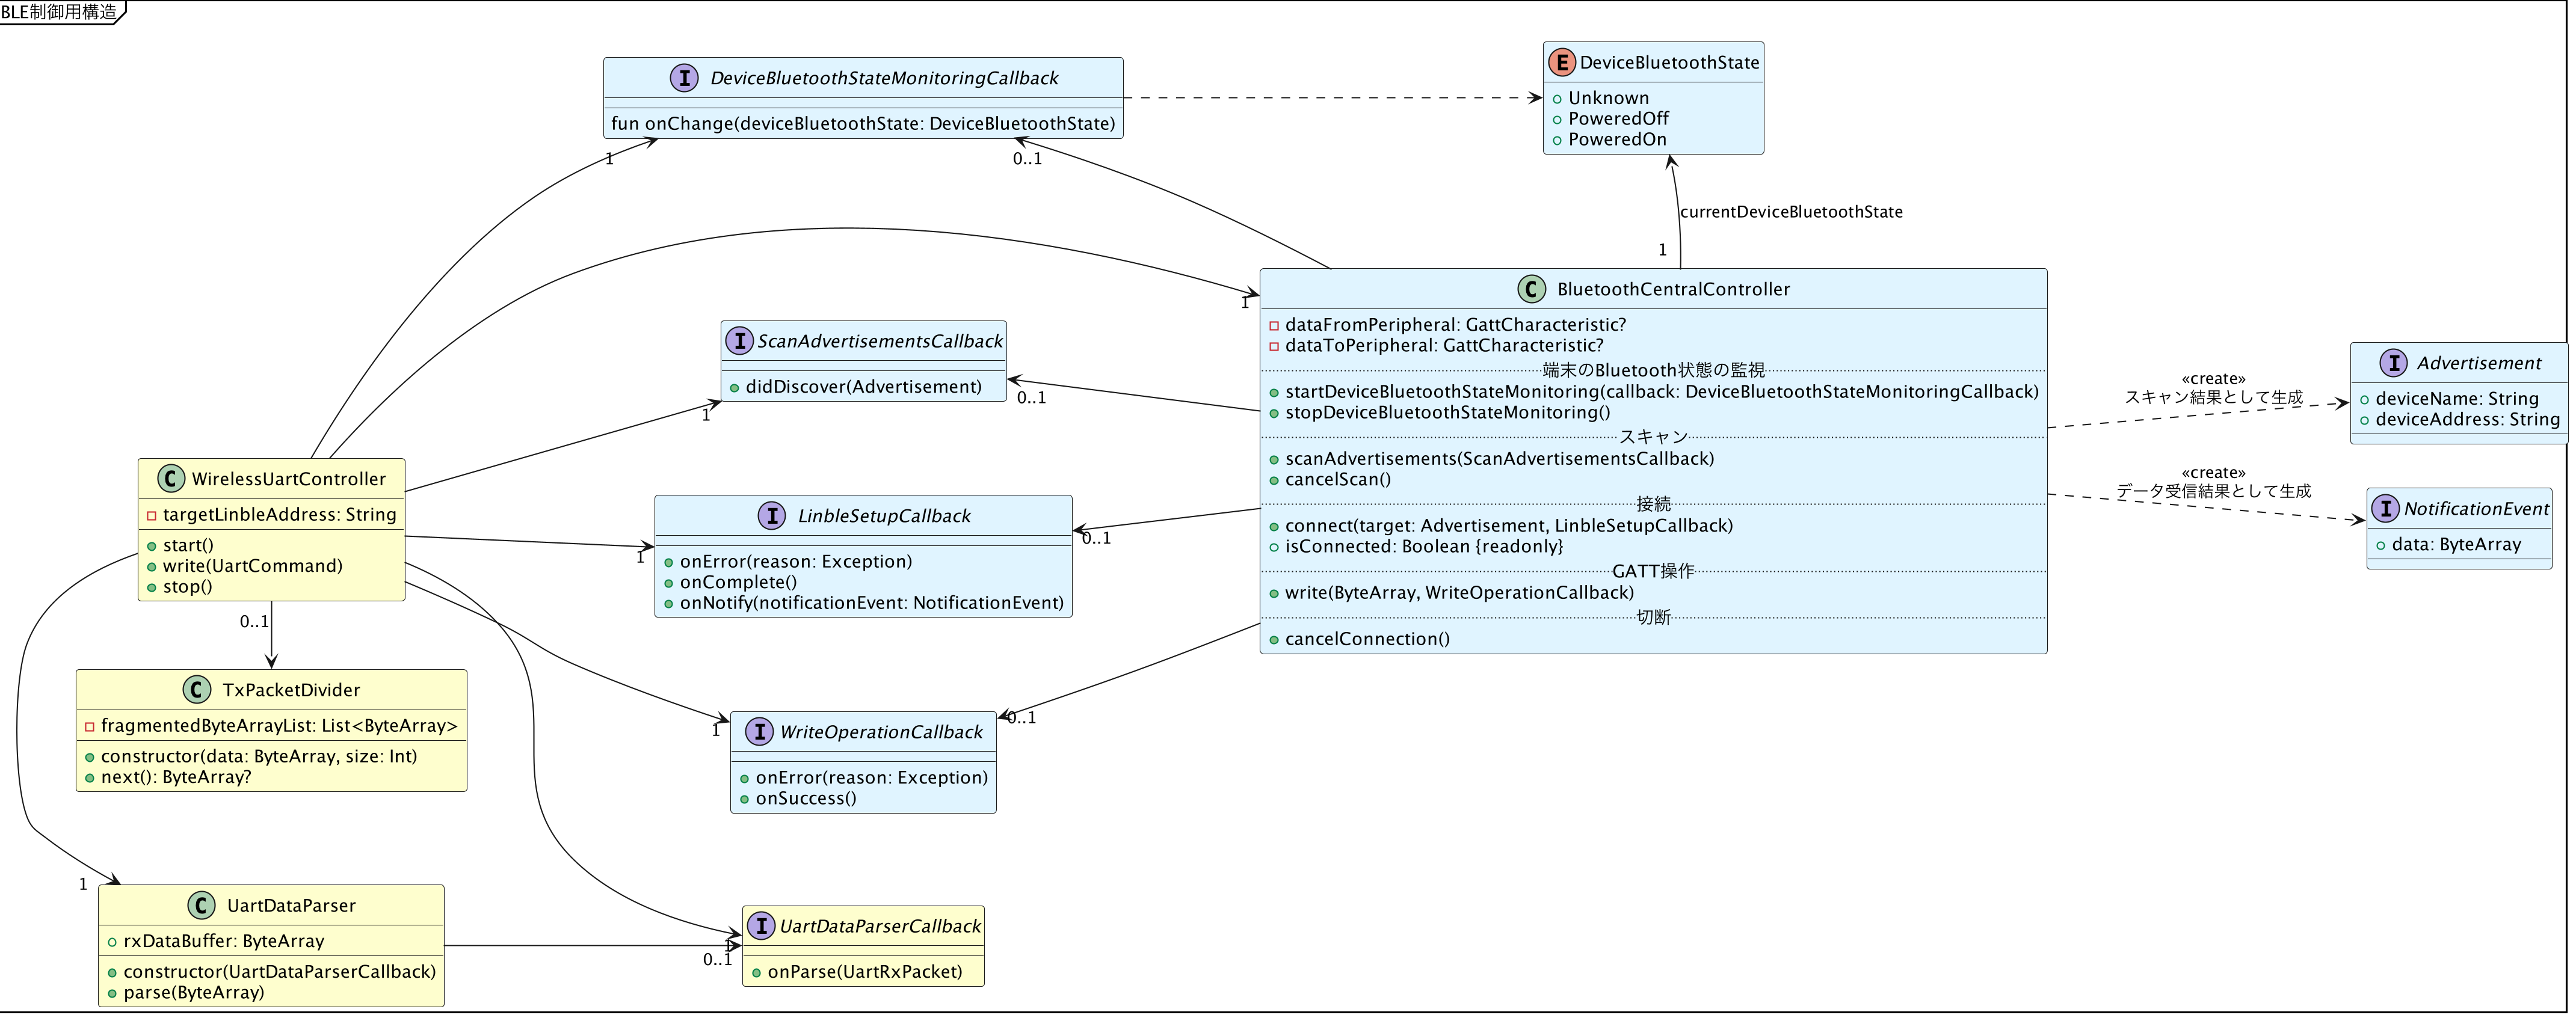 BLE制御用構造
I DeviceBluetoothStateMonitoringCallback
fun onChange(deviceBluetoothState: DeviceBluetoothState)
1
0..1
E DeviceBluetoothState
Unknown
PoweredOff
PoweredOn
currentDeviceBluetoothState
1
1
C BluetoothCentralController
dataFromPeripheral: GattCharacteristic?
dataToPeripheral: GattCharacteristic?
端末のBluetooth状態の監視
startDeviceBluetoothStateMonitoring(callback: DeviceBluetoothStateMonitoringCallback)
stopDeviceBluetoothStateMonitoring()
スキャン
scanAdvertisements(ScanAdvertisementsCallback)
cancelScan()
接続
connect(target: Advertisement, LinbleSetupCallback)
isConnected: Boolean {readonly}
GATT操作
write(ByteArray, WriteOperationCallback)
切断
cancelConnection()
«create»
スキャン結果として生成
I Advertisement
deviceName: String
deviceAddress: String
«create»
データ受信結果として生成
I NotificationEvent
data: ByteArray
I ScanAdvertisementsCallback
didDiscover(Advertisement)
1
0..1
C WirelessUartController
targetLinbleAddress: String
start()
write(UartCommand)
stop()
0..1
I LinbleSetupCallback
onError(reason: Exception)
onComplete()
onNotify(notificationEvent: NotificationEvent)
1
0..1
C TxPacketDivider
fragmentedByteArrayList: List<ByteArray>
constructor(data: ByteArray, size: Int)
next(): ByteArray?
I WriteOperationCallback
onError(reason: Exception)
onSuccess()
1
0..1
1
C UartDataParser
rxDataBuffer: ByteArray
constructor(UartDataParserCallback)
parse(ByteArray)
1
0..1
I UartDataParserCallback
onParse(UartRxPacket)